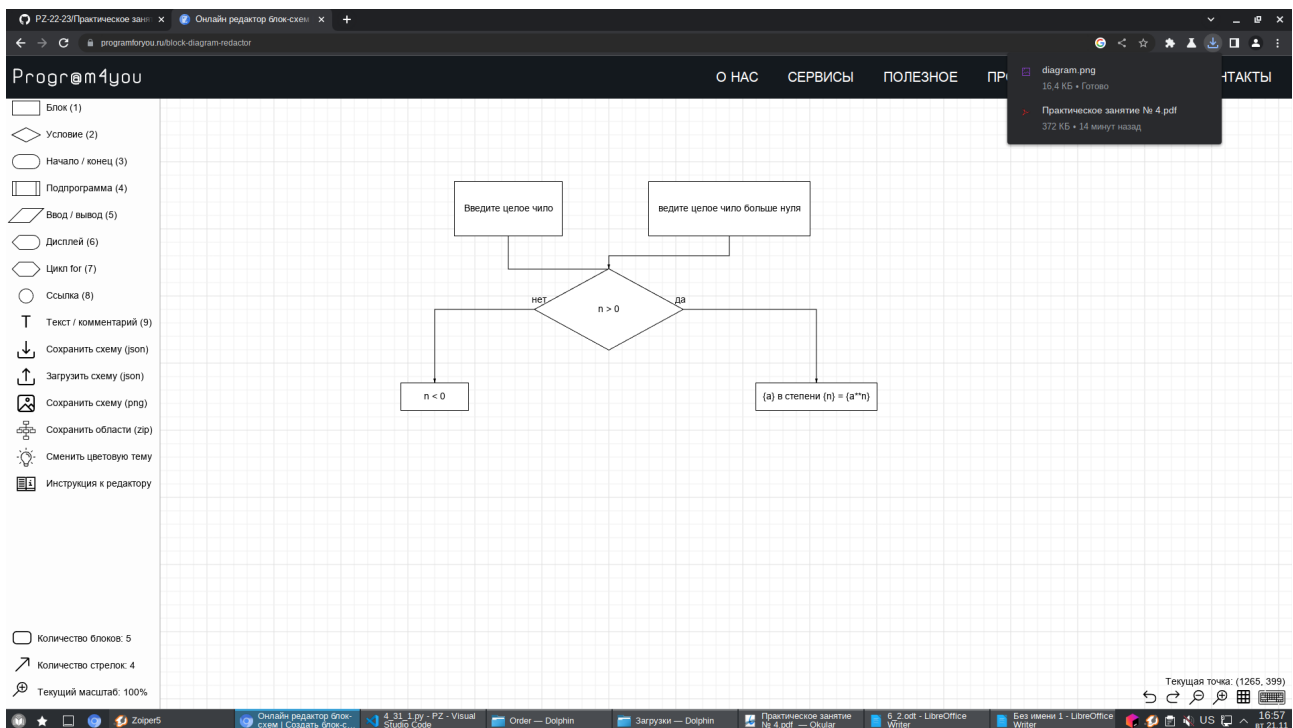 PZ-22-23/Практическое заня
Онлайн редактор блок-схем
programforyou.ru/block-diagram-redactor
Progr@m4you
О НАС
СЕРВИСЫ
ПОЛЕЗНОЕ
diagram.png
16,4 КБ • Готово
Практическое занятие № 4.pdf
372 КБ • 14 минут назад
Блок (1)
Условие (2)
Начало / конец (3)
Подпрограмма (4)
Ввод / вывод (5)
Дисплей (6)
Цикл for (7)
Ссылка (8)
Текст / комментарий (9)
Сохранить схему (json)
Загрузить схему (json)
Сохранить схему (png)
Сохранить области (zip)
Сменить цветовую тему
Инструкция к редактору
Введите целое чило
ведите целое чило больше нуля
нет
n > 0
да
n < 0
{a} в степени {n} = {a**n}
Количество блоков: 5
Количество стрелок: 4
Текущий масштаб: 100%
Текущая точка: (1265, 399)
Zoiper5
Онлайн редактор блок-
схем | Создать блок-с...
4_31_1.py - PZ - Visual
Studio Code
Order — Dolphin
Загрузки — Dolphin
Практическое занятие
№ 4.pdf — Okular
6_2.odt - LibreOffice
Writer
Без имени 1 - LibreOffice
Writer
US
16:57
вт 21.11